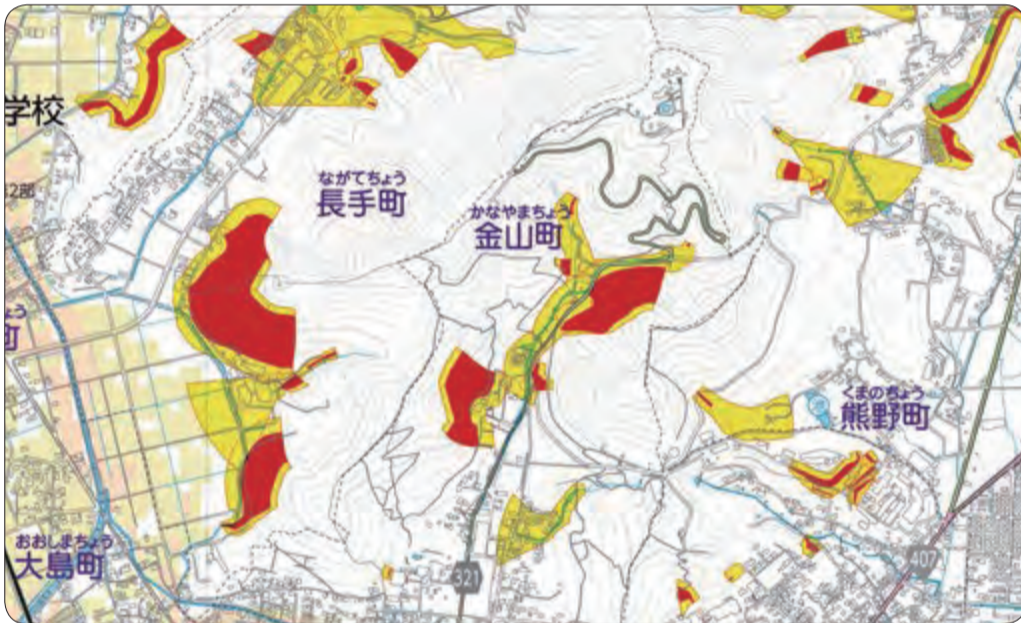 学校
ながてちょう
長手町
かなやまちょう
金山町
くまのちょう
熊野町
おおしまちょう
大島町
321
407